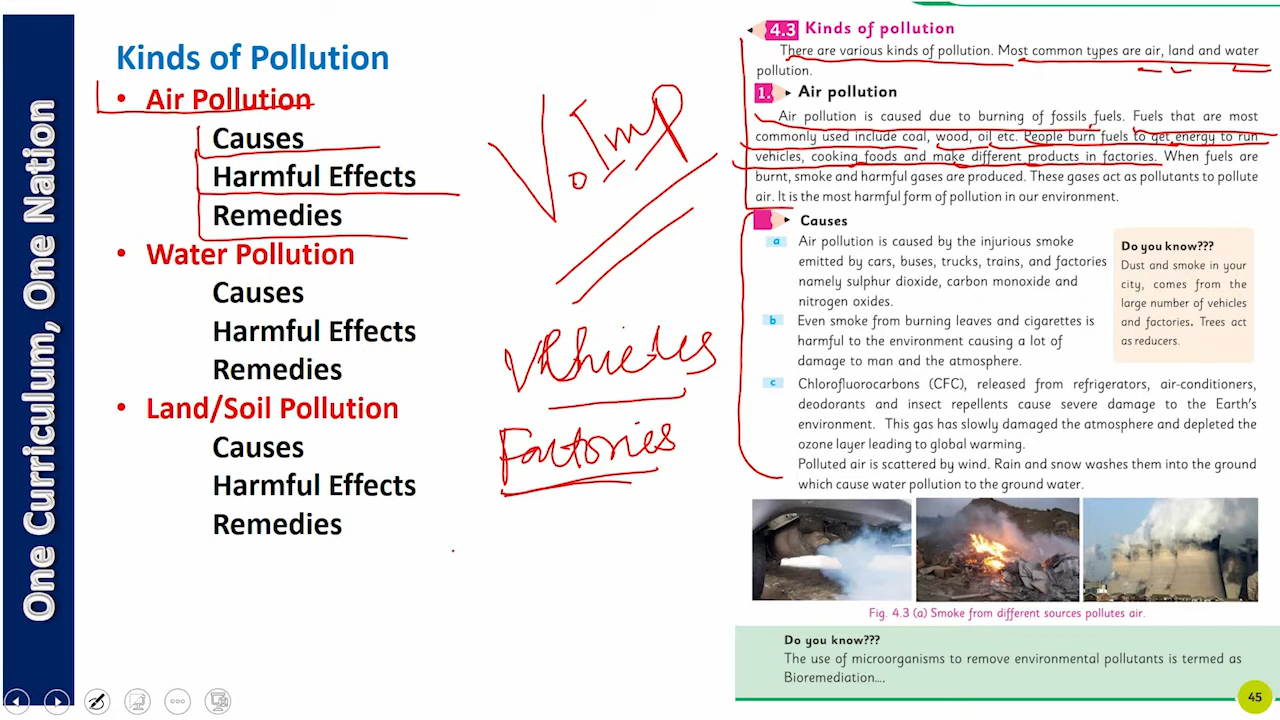 One Curriculum, One Nation
Kinds of Pollution
• Air Pollution
Causes
Harmful Effects
Remedies
• Water Pollution
Causes
Harmful Effects
Remedies
• Land/Soil Pollution
Causes
Harmful Effects
Remedies
V. Imp
Vehicles
Factories
4.3 Kinds of pollution
There are various kinds of pollution. Most common types are air, land and water
pollution.
1. Air pollution
Air pollution is caused due to burning of fossils fuels. Fuels that are most
commonly used include coal, wood, oil etc. People burn fuels to get energy to run
vehicles, cooking foods and make different products in factories. When fuels are
burnt, smoke and harmful gases are produced. These gases act as pollutants to pollute
air. It is the most harmful form of pollution in our environment.
Causes
a Air pollution is caused by the injurious smoke
emitted by cars, buses, trucks, trains, and factories
namely sulphur dioxide, carbon monoxide and
nitrogen oxides.
b Even smoke from burning leaves and cigarettes is
harmful to the environment causing a lot of
damage to man and the atmosphere.
Do you know???
Dust and smoke in your
city, comes from the
large number of vehicles
and factories. Trees act
as reducers.
c Chlorofluorocarbons (CFC), released from refrigerators, air-conditioners,
deodorants and insect repellents cause severe damage to the Earth's
environment. This gas has slowly damaged the atmosphere and depleted the
ozone layer leading to global warming.
Polluted air is scattered by wind. Rain and snow washes them into the ground
which cause water pollution to the ground water.
Fig. 4.3 (a) Smoke from different sources pollutes air.
Do you know???
The use of microorganisms to remove environmental pollutants is termed as
Bioremediation....
45